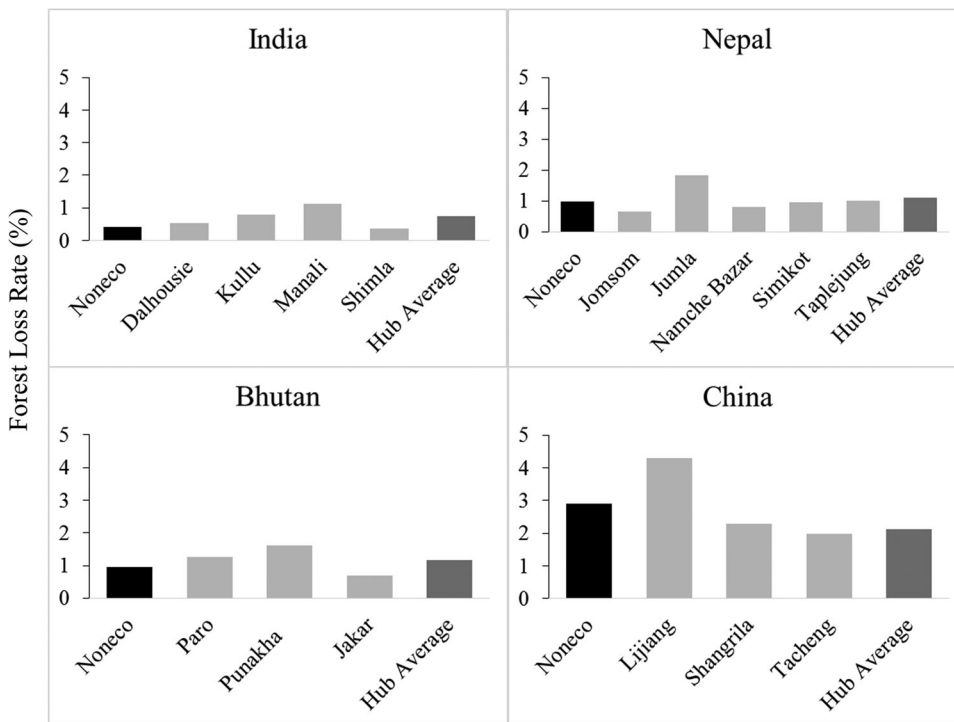 Forest Loss Rate (%)
India
5
4
3
2
1
0
Noneco
Dalhousie
Kullu
Manali
Shimla
Hub Average
Nepal
5
4
3
2
1
0
Noneco
Jomsom
Jumla
Namche Bazar
Simikot
Taplejung
Hub Average
Bhutan
5
4
3
2
1
0
Noneco
Paro
Punakha
Jakar
Hub Average
China
5
4
3
2
1
0
Noneco
Lijiang
Shangrila
Tacheng
Hub Average